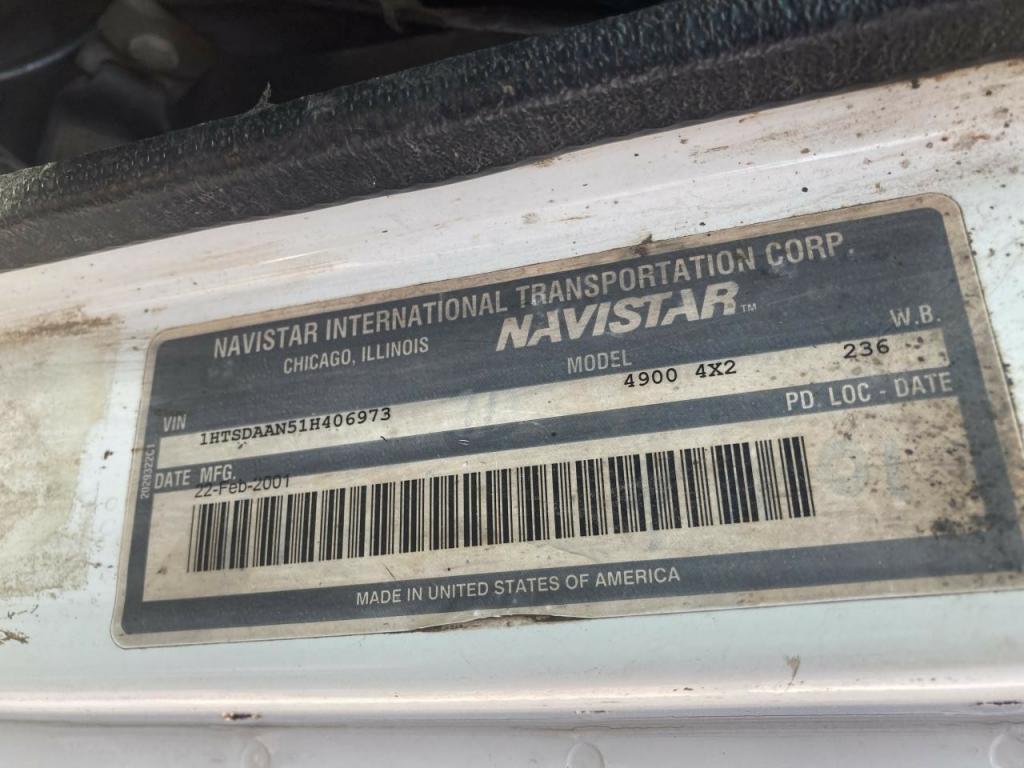 NAVISTAR INTERNATIONAL TRANSPORTATION CORP.
CHICAGO, ILLINOIS
NAVISTAR™
MODEL
W.B.
VIN
1HTSDAAN51H406973
4900 4X2
236
DATE MFG.
PD. LOC - DATE
22-Feb-2001
2029322C1
MADE IN UNITED STATES OF AMERICA